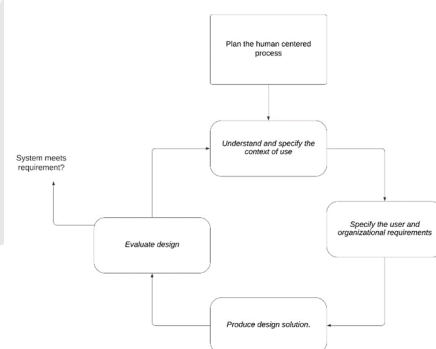 Plan the human centered
process
Understand and specify the
context of use
System meets
requirement?
Specify the user and
organizational requirements
Evaluate design
Produce design solution.